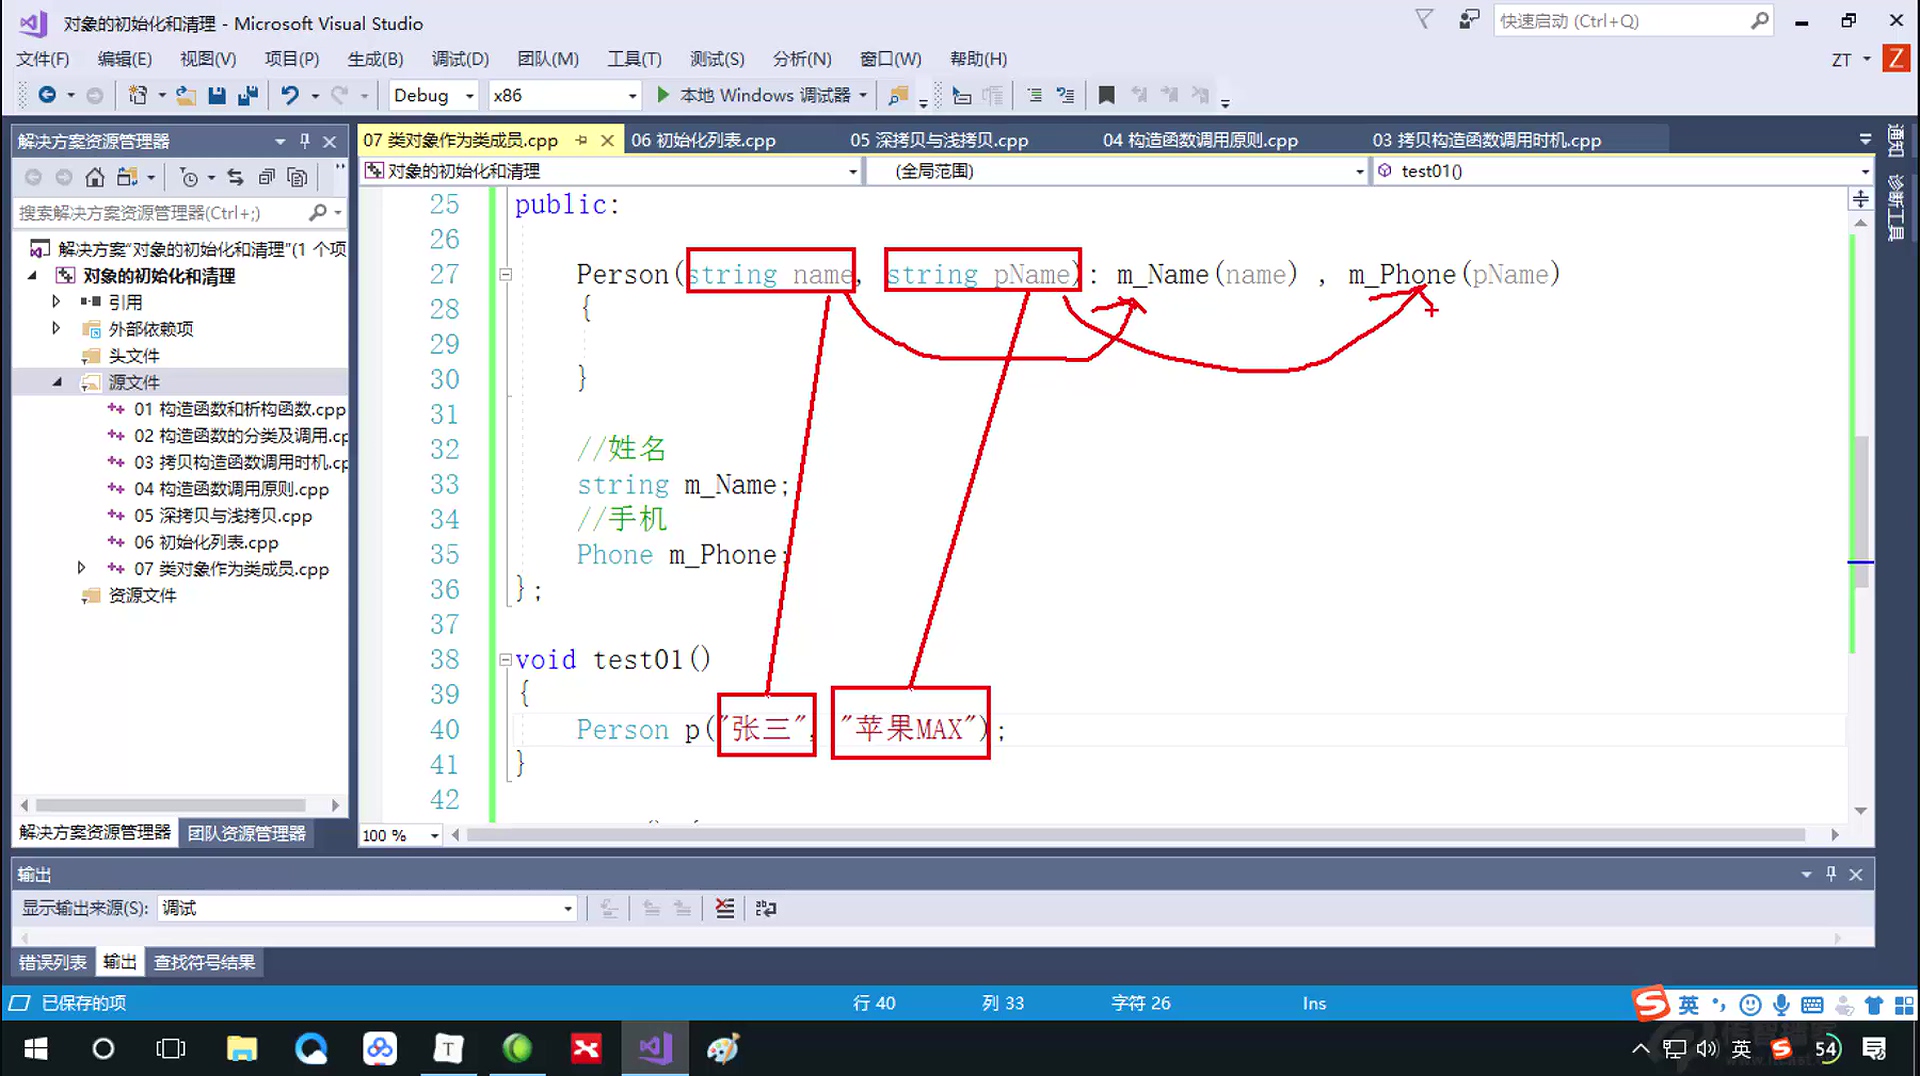 对象的初始化和清理 - Microsoft Visual Studio
快速启动 (Ctrl+Q)
文件(F) 编辑(E) 视图(V) 项目(P) 生成(B) 调试(D) 团队(M) 工具(T) 测试(S) 分析(N) 窗口(W) 帮助(H)
ZT
Z
Debug x86 本地 Windows 调试器
解决方案资源管理器
07 类对象作为类成员.cpp 06 初始化列表.cpp 05 深拷贝与浅拷贝.cpp 04 构造函数调用原则.cpp 03 拷贝构造函数调用时机.cpp
通知
诊断工具
对象的初始化和清理 (全局范围) test01()
搜索解决方案资源管理器(Ctrl+;)
解决方案"对象的初始化和清理"(1 个项
对象的初始化和清理
引用
外部依赖项
头文件
源文件
01 构造函数和析构函数.cpp
02 构造函数的分类及调用.cp
03 拷贝构造函数调用时机.cp
04 构造函数调用原则.cpp
05 深拷贝与浅拷贝.cpp
06 初始化列表.cpp
07 类对象作为类成员.cpp
资源文件
解决方案资源管理器 团队资源管理器
25 public:
26
27 Person(string name, string pName): m_Name(name) , m_Phone(pName)
28 {
29
30 }
31
32 //姓名
33 string m_Name;
34 //手机
35 Phone m_Phone;
36 };
37
38 void test01()
39 {
40 Person p("张三", "苹果MAX");
41 }
42
100 %
输出
显示输出来源(S): 调试
错误列表 输出 查找符号结果
已保存的项 行 40 列 33 字符 26 Ins
S 英
T
英 S 54